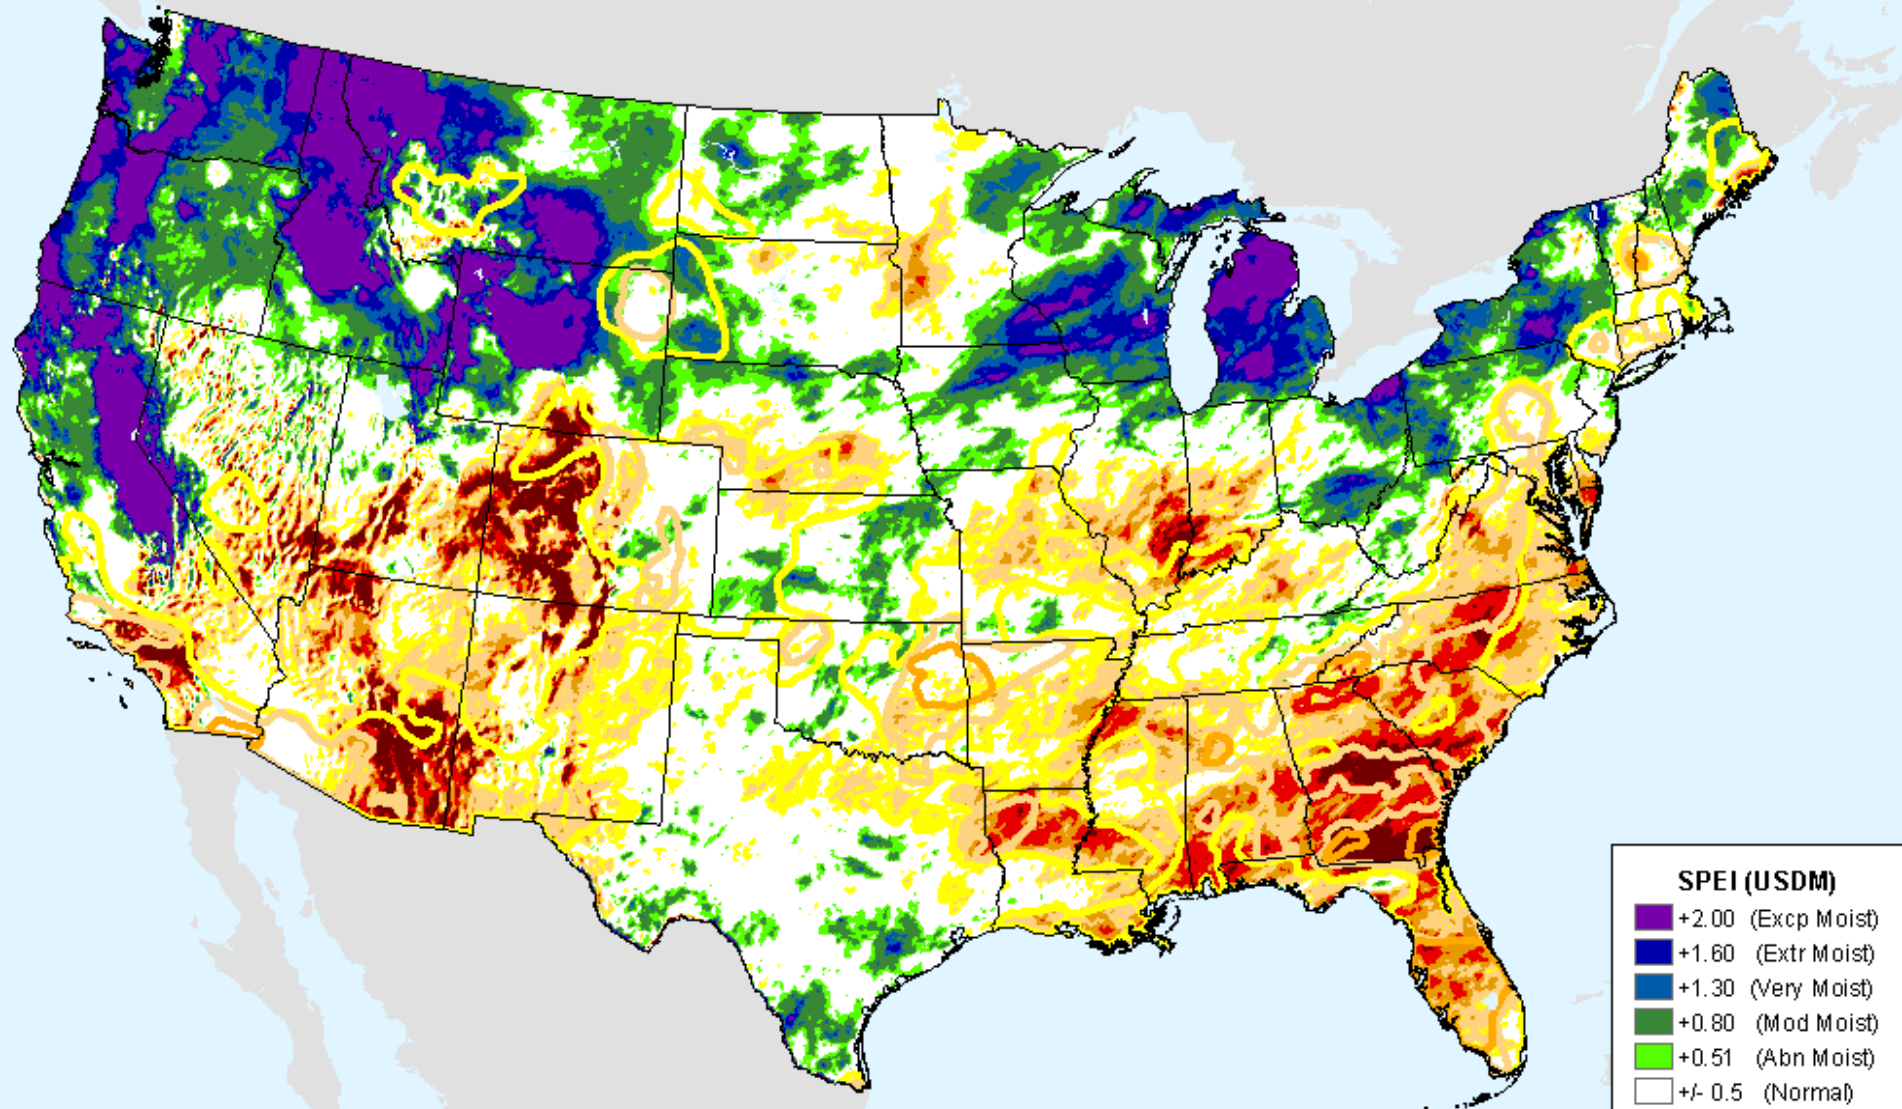 SPEI (USDM)
+2.00 (Excp Moist)
+1.60 (Extr Moist)
+1.30 (Very Moist)
+0.80 (Mod Moist)
+0.51 (Abn Moist)
+/- 0.5 (Normal)